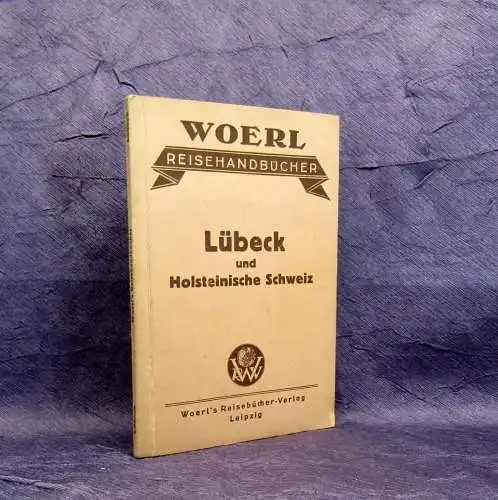 WOERL
REISEHANDBÜCHER
Lübeck
und
Holsteinische Schweiz
Woerl's Reisebücher-Verlag
Leipzig